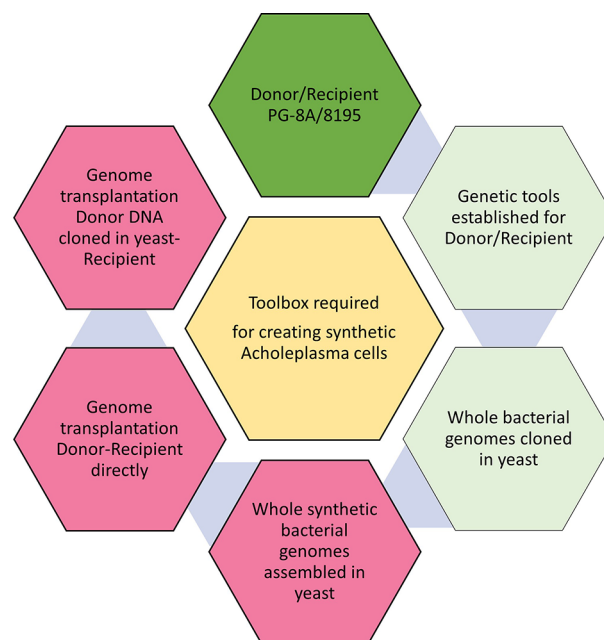 Donor/Recipient
PG-8A/8195
Genetic tools
established for
Donor/Recipient
Whole bacterial
genomes cloned
in yeast
Whole synthetic
bacterial
genomes
assembled in
yeast
Genome
transplantation
Donor-Recipient
directly
Genome
transplantation
Donor DNA
cloned in yeast-
Recipient
Toolbox required
for creating synthetic
Acholeplasma cells